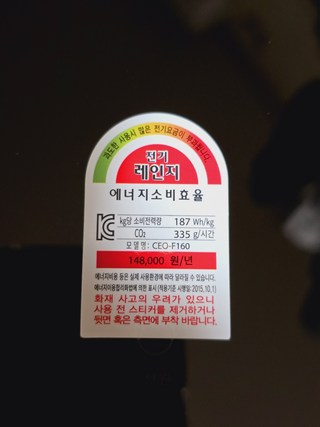 과도한 사용시 많은 전기요금이 부과됩니다
전기
레인지
에너지소비효율
kg당 소비전력량 187 Wh/kg
CO₂ 335 g/시간
모델명: CEO-F160
148,000 원/년
에너지비용 등은 실제 사용환경에 따라 달라질 수 있습니다.
에너지이용합리화법에 의한 표시(적용기준 시행일:2015.10.1)
화재 사고의 우려가 있으니
사용 전 스티커를 제거하거나
뒷면 혹은 측면에 부착 바랍니다.